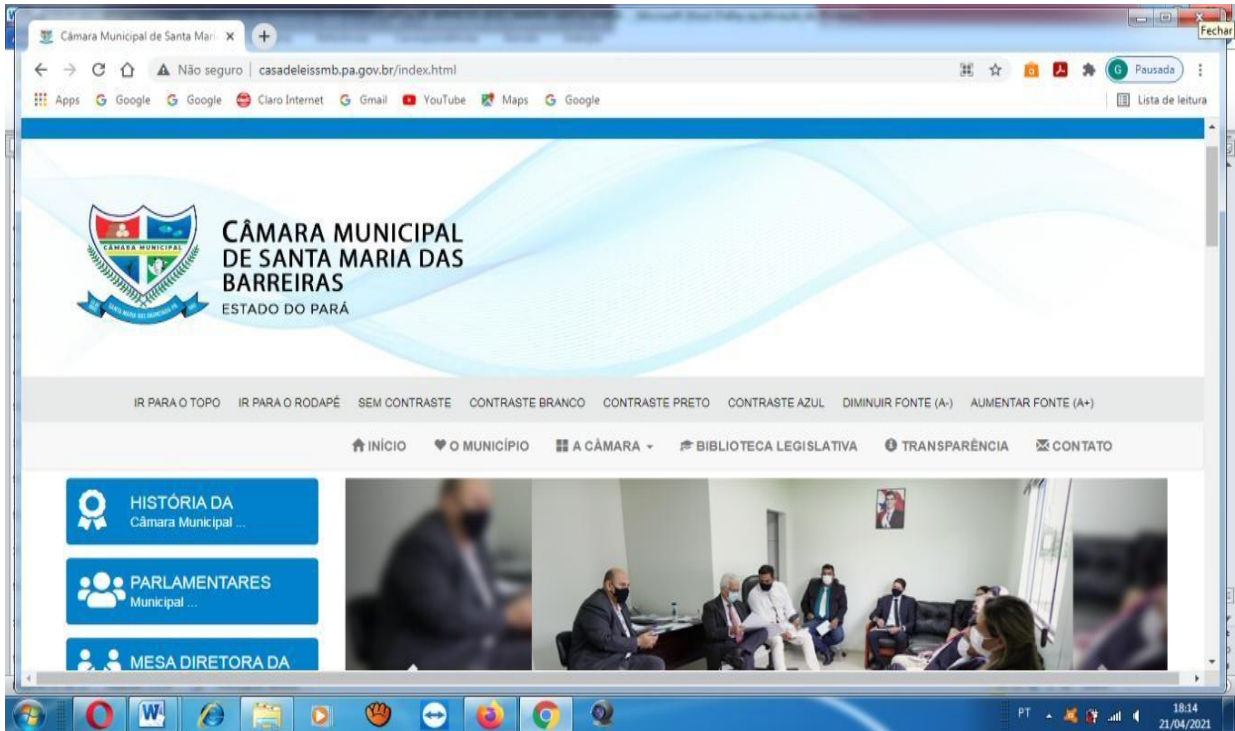 Fechar
Câmara Municipal de Santa Mari
Não seguro | casadeleissmb.pa.gov.br/index.html
Pausada
Apps Google Google Claro Internet Gmail YouTube Maps Google
Lista de leitura
CÂMARA MUNICIPAL
CÂMARA MUNICIPAL
DE SANTA MARIA DAS
BARREIRAS
ESTADO DO PARÁ
IR PARA O TOPO IR PARA O RODAPÉ SEM CONTRASTE CONTRASTE BRANCO CONTRASTE PRETO CONTRASTE AZUL DIMINUIR FONTE (A-) AUMENTAR FONTE (A+)
INÍCIO O MUNICÍPIO A CÂMARA BIBLIOTECA LEGISLATIVA TRANSPARÊNCIA CONTATO
HISTÓRIA DA
Câmara Municipal ...
PARLAMENTARES
Municipal ...
MESA DIRETORA DA
PT
18:14
21/04/2021